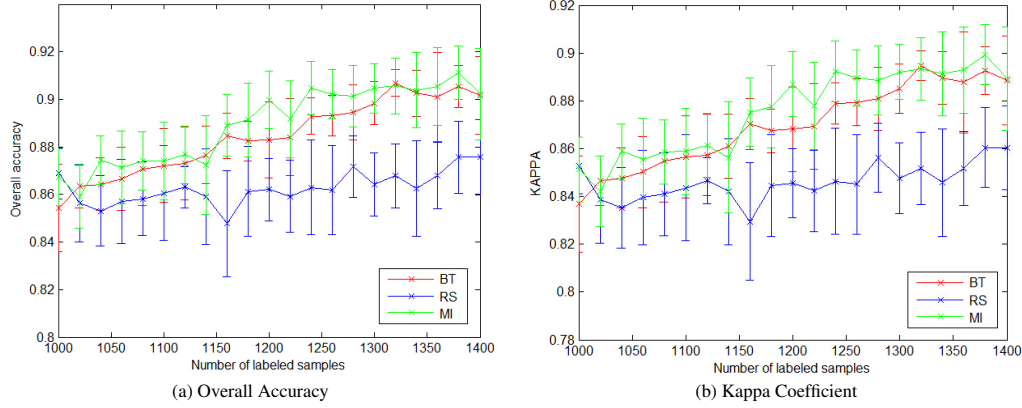 0.92
0.9
0.88
0.86
0.84
0.82
0.8
Overall accuracy
1000 1050 1100 1150 1200 1250 1300 1350 1400
Number of labeled samples
BT
RS
MI
(a) Overall Accuracy
0.92
0.9
0.88
0.86
0.84
0.82
0.8
0.78
KAPPA
1000 1050 1100 1150 1200 1250 1300 1350 1400
Number of labeled samples
BT
RS
MI
(b) Kappa Coefficient